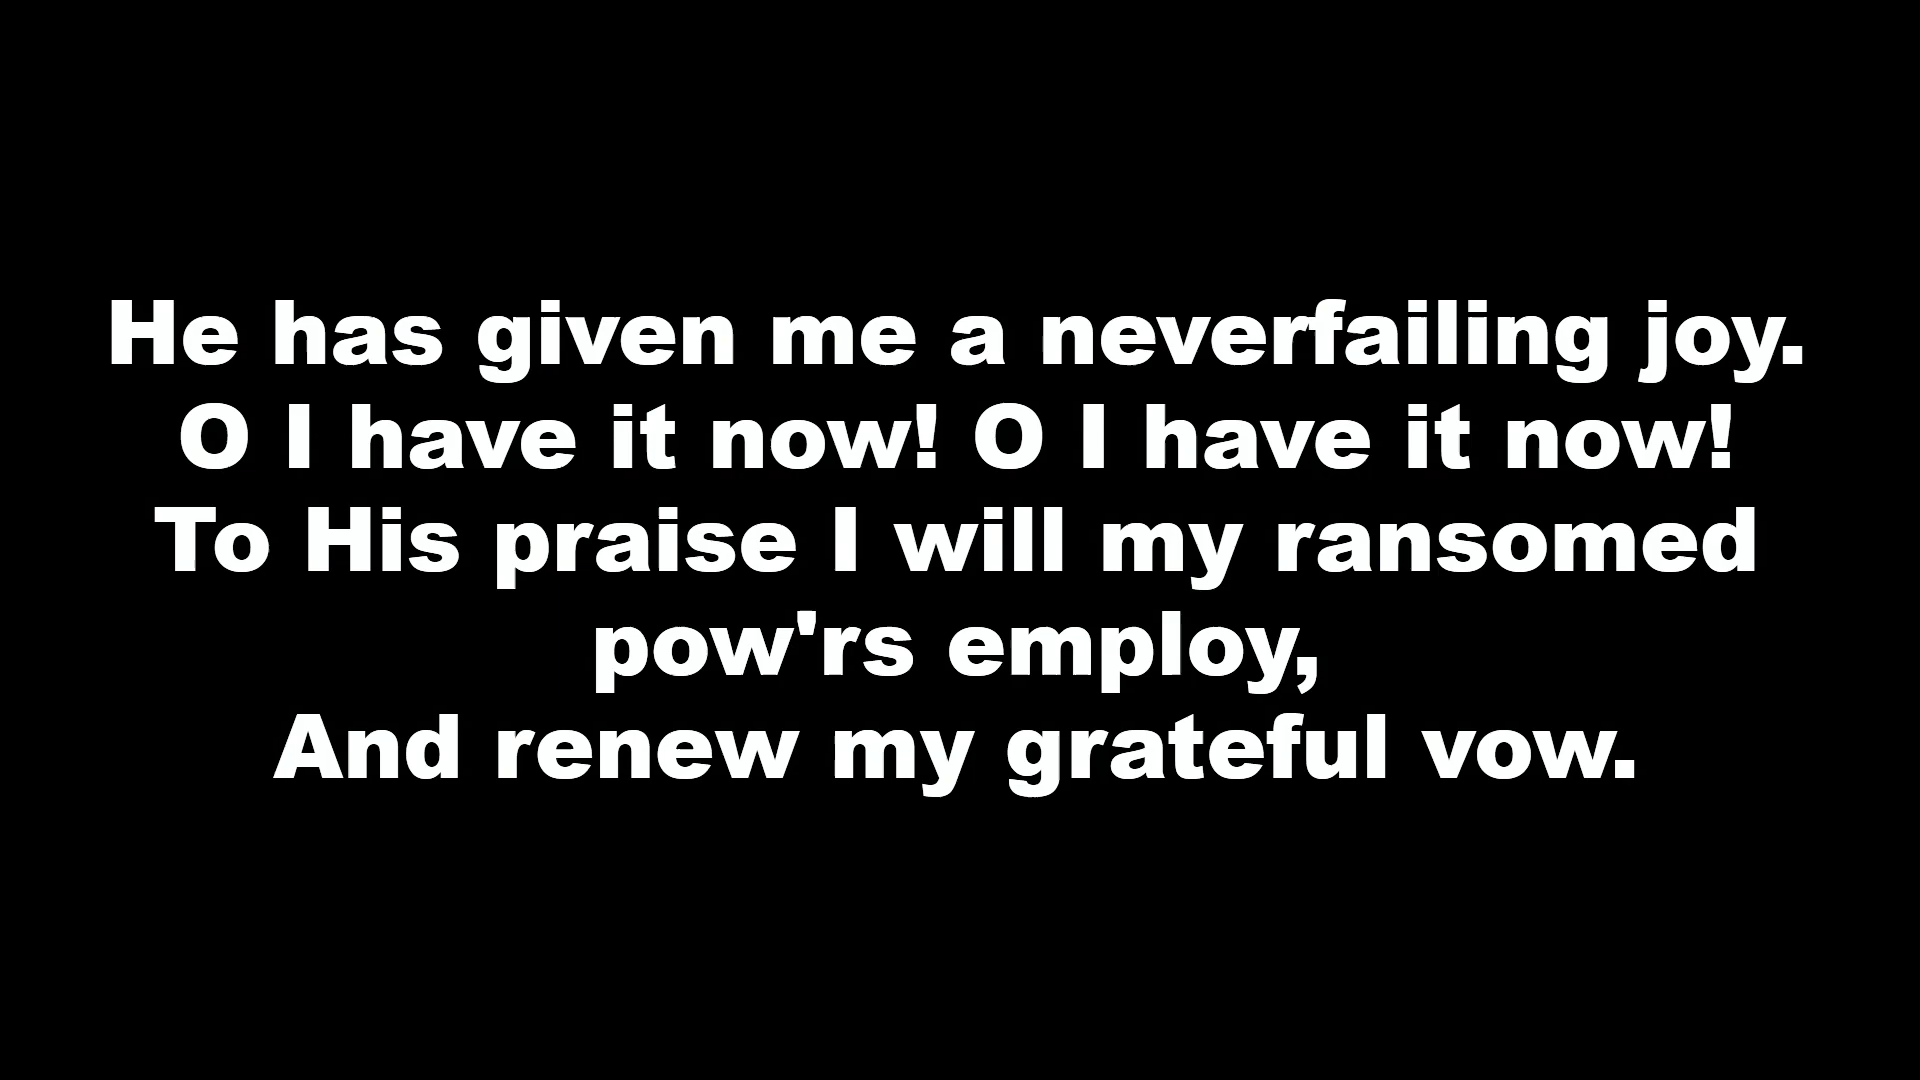 He has given me a neverfailing joy.
O I have it now! O I have it now!
To His praise I will my ransomed
pow'rs employ,
And renew my grateful vow.